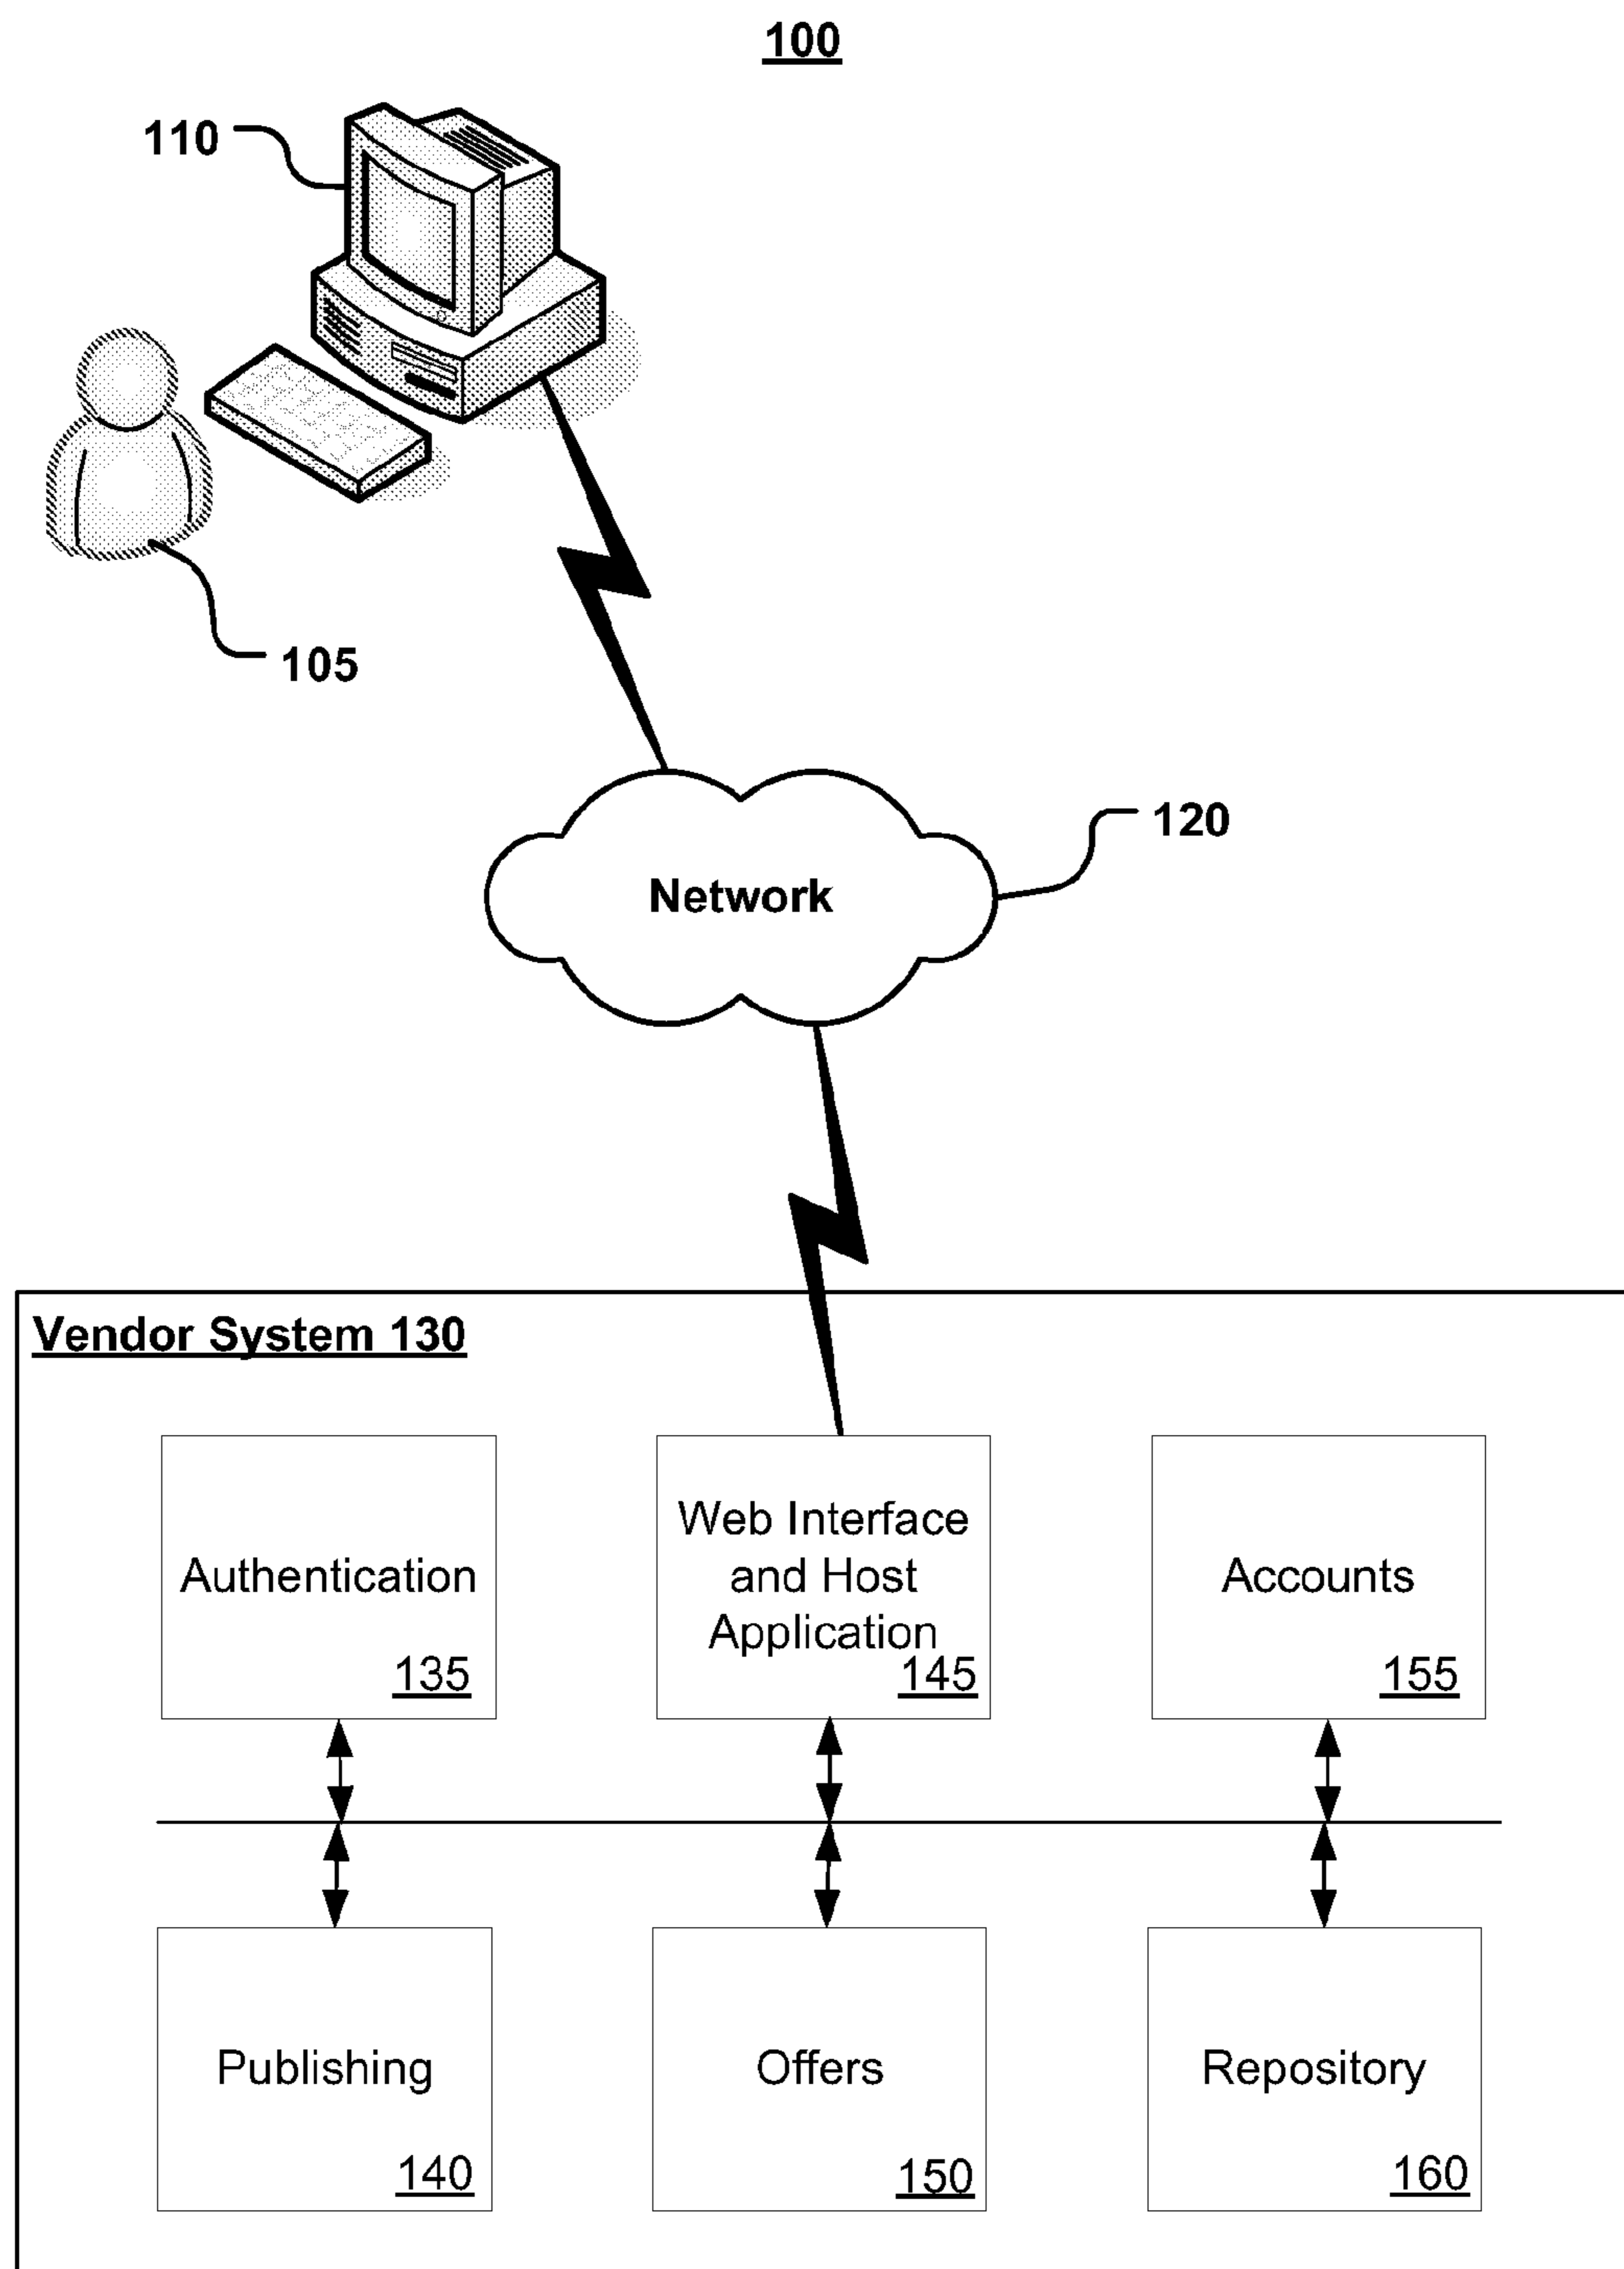 100
110
105
120
Network
Vendor System 130
Authentication
135
Web Interface
and Host
Application
145
Accounts
155
Publishing
140
Offers
150
Repository
160